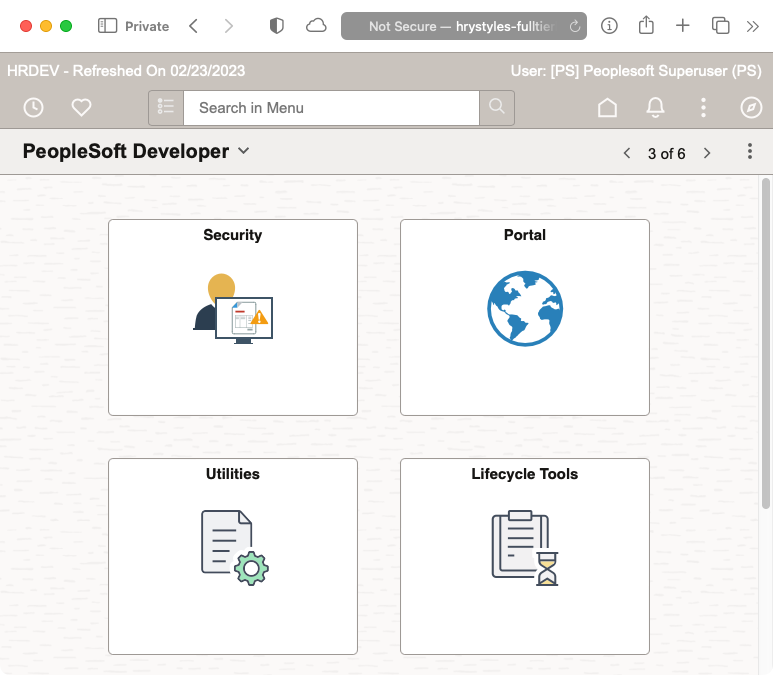 Private
Not Secure — hrystyles-fulltier
HRDEV - Refreshed On 02/23/2023
User: [PS] Peoplesoft Superuser (PS)
Search in Menu
PeopleSoft Developer
3 of 6
Security
Portal
Utilities
Lifecycle Tools